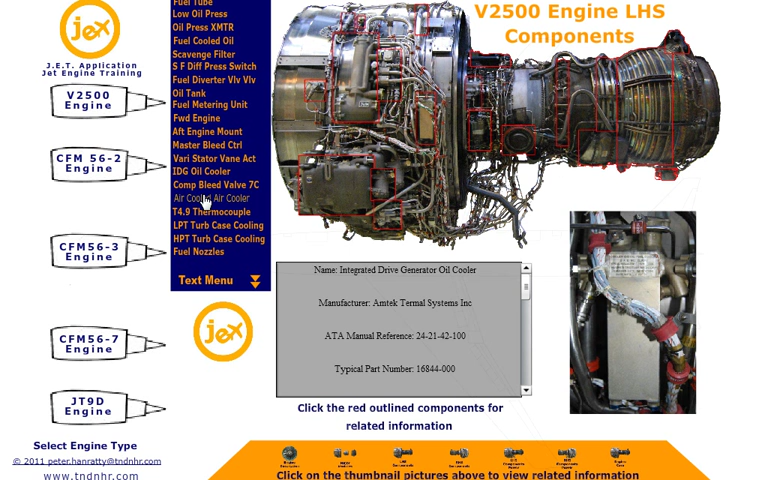 jex
J.E.T. Application
Jet Engine Training
V2500
Engine
CFM 56-2
Engine
CFM56-3
Engine
CFM56-7
Engine
JT9D
Engine
Select Engine Type
© 2011 peter.hanratty@tndnhr.com
www.tndnhr.com
Fuel Tube
Low Oil Press
Oil Press XMTR
Fuel Cooled Oil
Scavenge Filter
S F Diff Press Switch
Fuel Diverter Vlv Vlv
Oil Tank
Fuel Metering Unit
Fwd Engine
Aft Engine Mount
Master Bleed Ctrl
Vari Stator Vane Act
IDG Oil Cooler
Comp Bleed Valve 7C
Air Cooled Air Cooler
T4.9 Thermocouple
LPT Turb Case Cooling
HPT Turb Case Cooling
Fuel Nozzles
Text Menu
jex
V2500 Engine LHS
Components
Name: Integrated Drive Generator Oil Cooler
Manufacturer: Amtek Termal Systems Inc
ATA Manual Reference: 24-21-42-100
Typical Part Number: 16844-000
Click the red outlined components for
related information
Click on the thumbnail pictures above to view related information